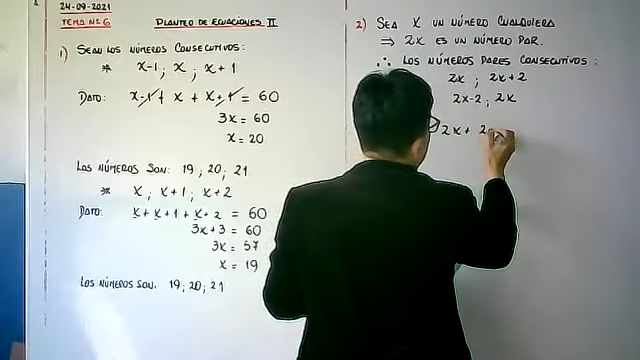 24-09-2021
TEMA Nº 6 PLANTEO DE ECUACIONES II
1) SEAN LOS NÚMEROS CONSECUTIVOS:
* x-1 ; x ; x+1
DATO: x-1 + x + x+1 = 60
3x = 60
x = 20
LOS NÚMEROS SON: 19 ; 20 ; 21
* x ; x+1 ; x+2
DATO: x + x + 1 + x + 2 = 60
3x + 3 = 60
3x = 57
x = 19
LOS NÚMEROS SON: 19 ; 20 ; 21
2) SEA X UN NÚMERO CUALQUIERA
⇒ 2X ES UN NÚMERO PAR.
∴ LOS NÚMEROS PARES CONSECUTIVOS:
2x ; 2x+2
2x-2 ; 2x
2x + 2